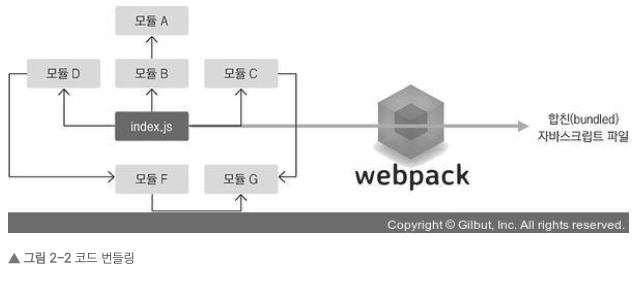 모듈 A
모듈 D
모듈 B
모듈 C
index.js
합친(bundled)
자바스크립트 파일
모듈 F
모듈 G
webpack
Copyright © Gilbut, Inc. All rights reserved.
▲ 그림 2-2 코드 번들링